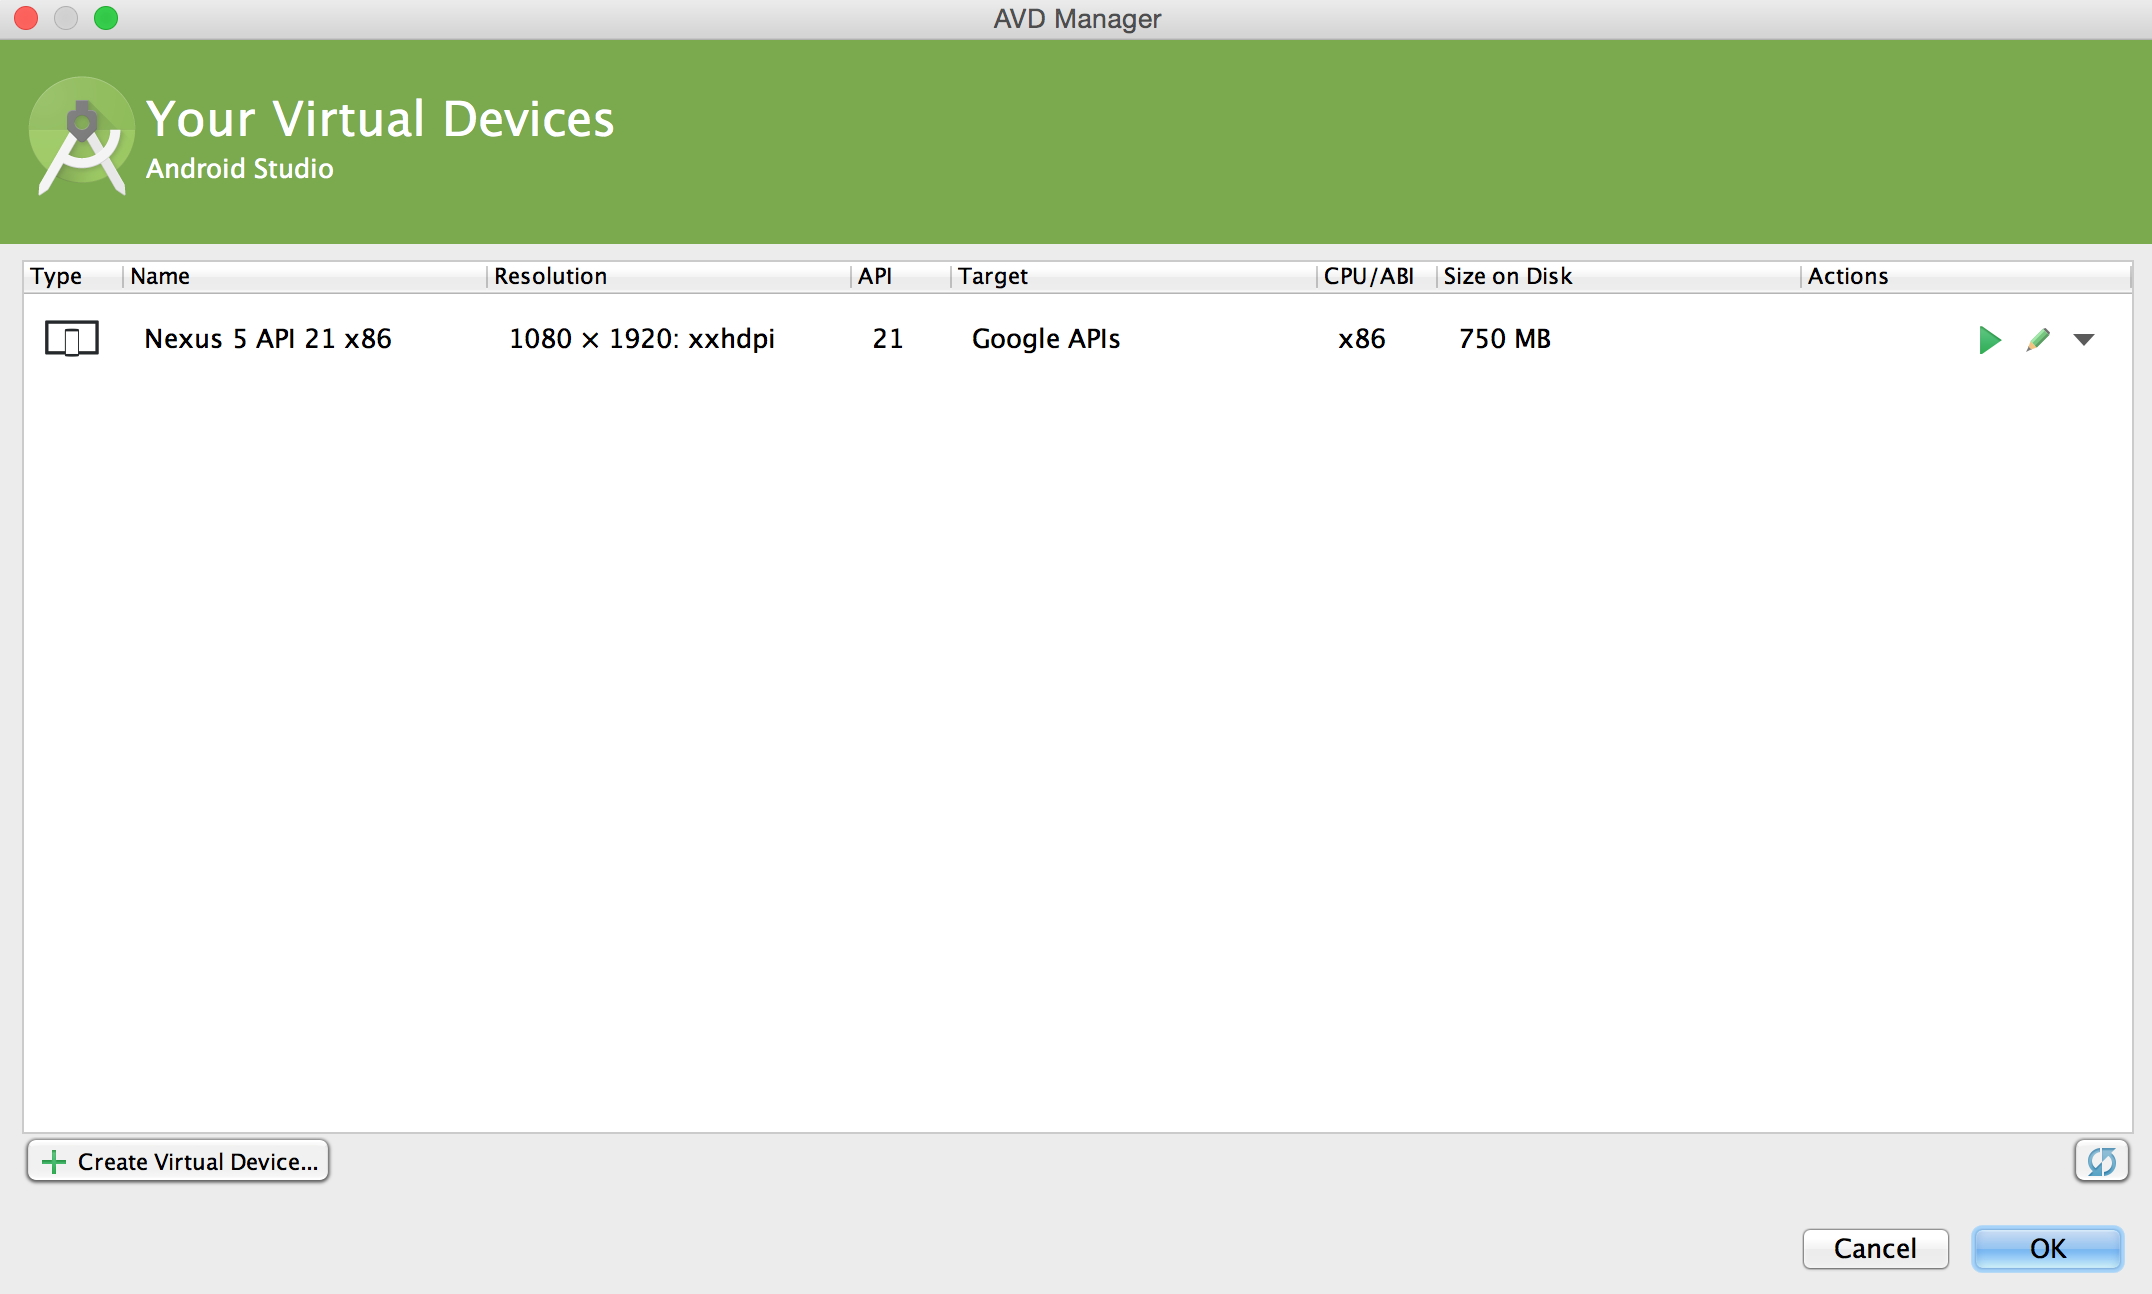 AVD Manager
Your Virtual Devices
Android Studio
Type Name Resolution API Target CPU/ABI Size on Disk Actions
Nexus 5 API 21 x86 1080 × 1920: xxhdpi 21 Google APIs x86 750 MB
Create Virtual Device...
Cancel OK